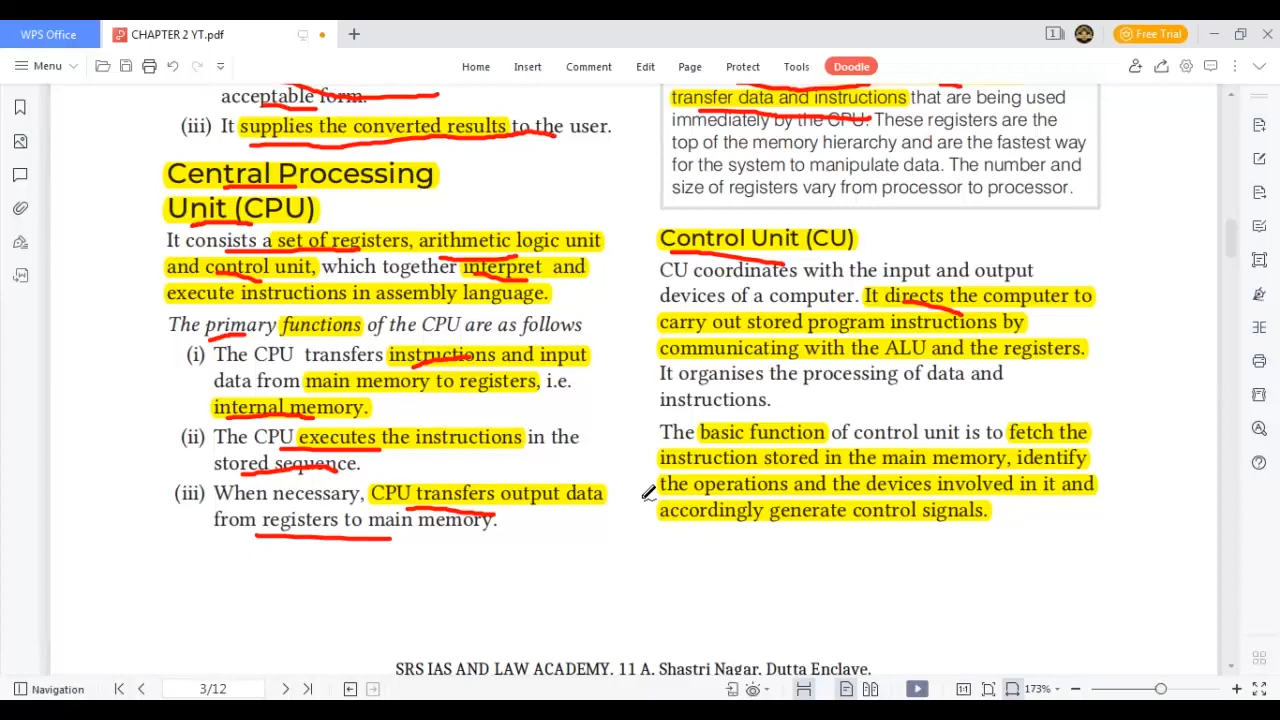 WPS Office
CHAPTER 2 YT.pdf
1
Free Trial
Menu
Home
Insert
Comment
Edit
Page
Protect
Tools
Doodle
acceptable form.
(iii) It supplies the converted results to the user.
Central Processing
Unit (CPU)
It consists a set of registers, arithmetic logic unit
and control unit, which together interpret and
execute instructions in assembly language.
The primary functions of the CPU are as follows
(i) The CPU transfers instructions and input
data from main memory to registers, i.e.
internal memory.
(ii) The CPU executes the instructions in the
stored sequence.
(iii) When necessary, CPU transfers output data
from registers to main memory.
transfer data and instructions that are being used
immediately by the CPU. These registers are the
top of the memory hierarchy and are the fastest way
for the system to manipulate data. The number and
size of registers vary from processor to processor.
Control Unit (CU)
CU coordinates with the input and output
devices of a computer. It directs the computer to
carry out stored program instructions by
communicating with the ALU and the registers.
It organises the processing of data and
instructions.
The basic function of control unit is to fetch the
instruction stored in the main memory, identify
the operations and the devices involved in it and
accordingly generate control signals.
SRS IAS AND LAW ACADEMY, 11 A, Shastri Nagar, Dutta Enclave,
Navigation
3/12
173%